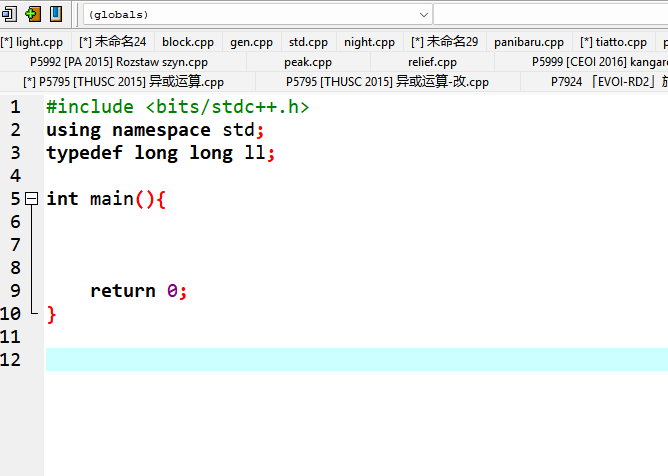 (globals)
[*] light.cpp [*] 未命名24 block.cpp gen.cpp std.cpp night.cpp [*] 未命名29 panibaru.cpp [*] tiatto.cpp
P5992 [PA 2015] Rozstaw szyn.cpp peak.cpp relief.cpp P5999 [CEOI 2016] kangaro
[*] P5795 [THUSC 2015] 异或运算.cpp P5795 [THUSC 2015] 异或运算-改.cpp P7924 「EVOI-RD2」旅
1 #include <bits/stdc++.h>
2 using namespace std;
3 typedef long long ll;
4
5 int main(){
6
7
8
9 return 0;
10 }
11
12